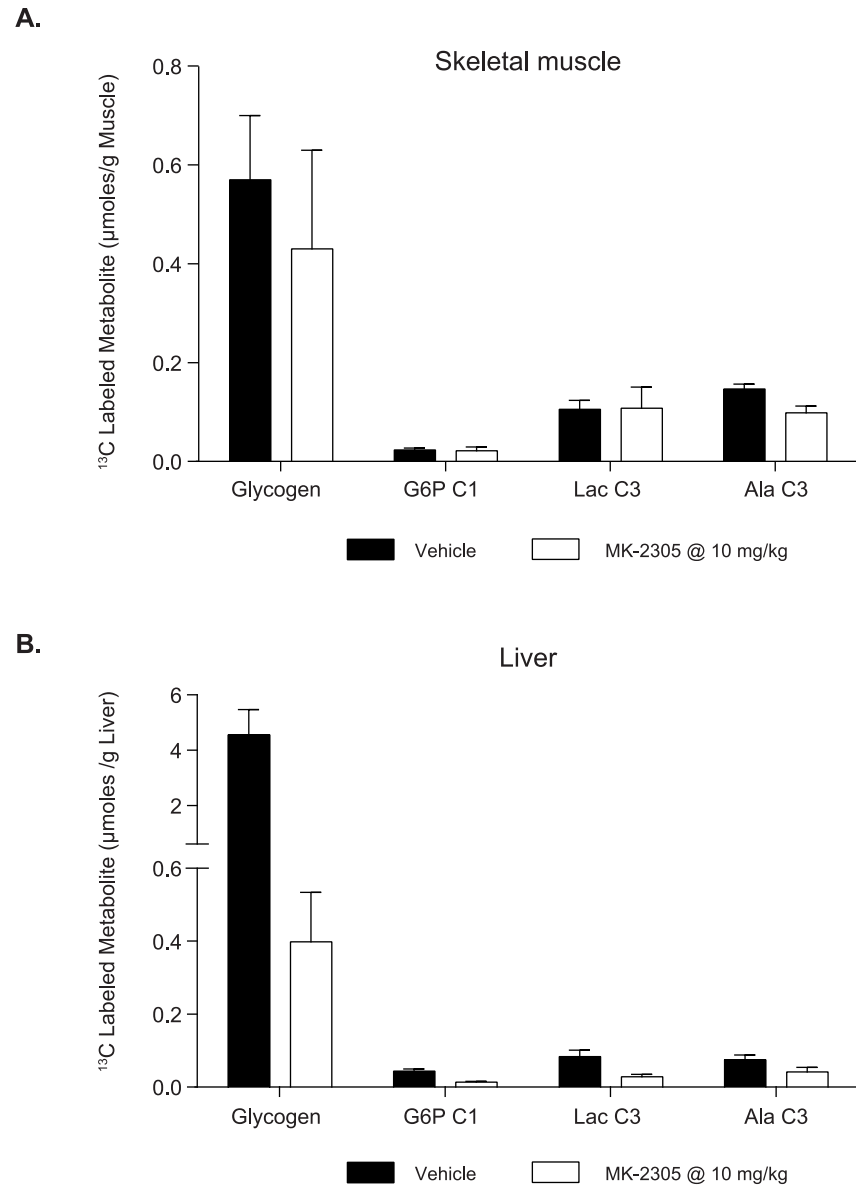 A.
Skeletal muscle
¹³C Labeled Metabolite (μmoles/g Muscle)
0.8
0.6
0.4
0.2
0.0
Glycogen G6P C1 Lac C3 Ala C3
Vehicle MK-2305 @ 10 mg/kg
B.
Liver
¹³C Labeled Metabolite (μmoles /g Liver)
6
4
2
0.6
0.4
0.2
0.0
Glycogen G6P C1 Lac C3 Ala C3
Vehicle MK-2305 @ 10 mg/kg